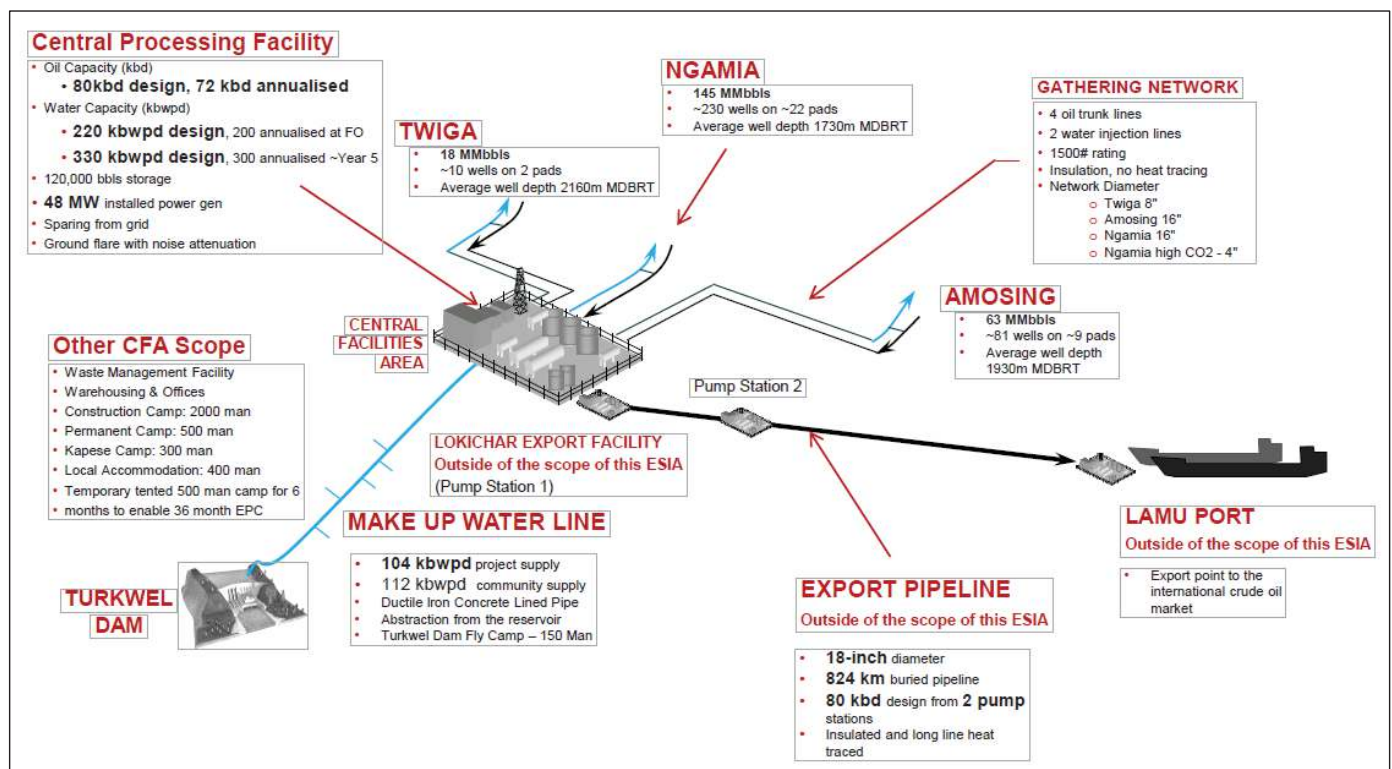 Central Processing Facility
• Oil Capacity (kbd)
• 80kbd design, 72 kbd annualised
• Water Capacity (kbwpd)
• 220 kbwpd design, 200 annualised at FO
• 330 kbwpd design, 300 annualised ~Year 5
• 120,000 bbls storage
• 48 MW installed power gen
• Sparing from grid
• Ground flare with noise attenuation
TWIGA
• 18 MMbbls
• ~10 wells on 2 pads
• Average well depth 2160m MDBRT
NGAMIA
• 145 MMbbls
• ~230 wells on ~22 pads
• Average well depth 1730m MDBRT
GATHERING NETWORK
• 4 oil trunk lines
• 2 water injection lines
• 1500# rating
• Insulation, no heat tracing
• Network Diameter
o Twiga 8"
o Amosing 16"
o Ngamia 16"
o Ngamia high CO2 - 4"
AMOSING
• 63 MMbbls
• ~81 wells on ~9 pads
• Average well depth
1930m MDBRT
CENTRAL
FACILITIES
AREA
Other CFA Scope
• Waste Management Facility
• Warehousing & Offices
• Construction Camp: 2000 man
• Permanent Camp: 500 man
• Kapese Camp: 300 man
• Local Accommodation: 400 man
• Temporary tented 500 man camp for 6
• months to enable 36 month EPC
Pump Station 2
LOKICHAR EXPORT FACILITY
Outside of the scope of this ESIA
(Pump Station 1)
MAKE UP WATER LINE
• 104 kbwpd project supply
• 112 kbwpd community supply
• Ductile Iron Concrete Lined Pipe
• Abstraction from the reservoir
• Turkwel Dam Fly Camp – 150 Man
TURKWEL
DAM
EXPORT PIPELINE
Outside of the scope of this ESIA
• 18-inch diameter
• 824 km buried pipeline
• 80 kbd design from 2 pump
stations
• Insulated and long line heat
traced
LAMU PORT
Outside of the scope of this ESIA
• Export point to the
international crude oil
market